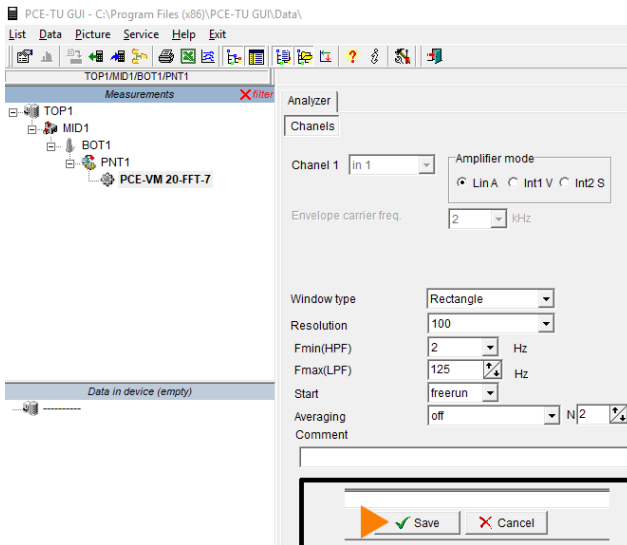 PCE-TU GUI - C:\Program Files (x86)\PCE-TU GUI\Data\
List Data Picture Service Help Exit
TOP1/MID1/BOT1/PNT1
Measurements
filter
TOP1
MID1
BOT1
PNT1
PCE-VM 20-FFT-7
Data in device (empty)
----------
Analyzer
Chanels
Chanel 1 in 1
Amplifier mode
Lin A Int1 V Int2 S
Envelope carrier freq. 2 kHz
Window type Rectangle
Resolution 100
Fmin(HPF) 2 Hz
Fmax(LPF) 125 Hz
Start freerun
Averaging off N 2
Comment
Save Cancel